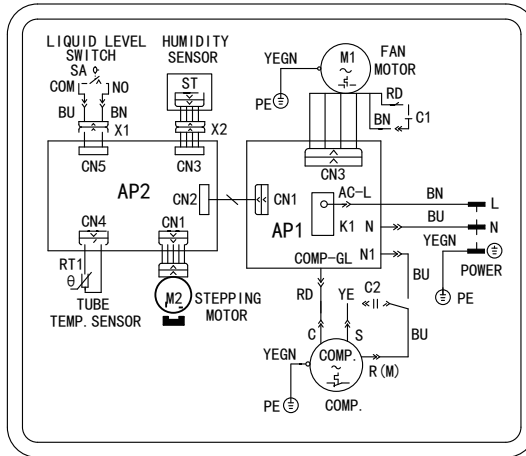 LIQUID LEVEL
SWITCH
SA
COM NO
BU BN
X1
CN5
HUMIDITY
SENSOR
ST
X2
CN3
AP2
CN2
CN4
CN1
RT1
θ
TUBE
TEMP. SENSOR
M2
STEPPING
MOTOR
YEGN
PE
M1
~
FAN
MOTOR
RD
BN
C1
CN3
CN1
AP1
K1
AC-L
N
N1
COMP-GL
BN
L
BU
N
YEGN
POWER
PE
BU
RD
YE
C2
BU
C
S
R(M)
YEGN
PE
COMP.
~
COMP.